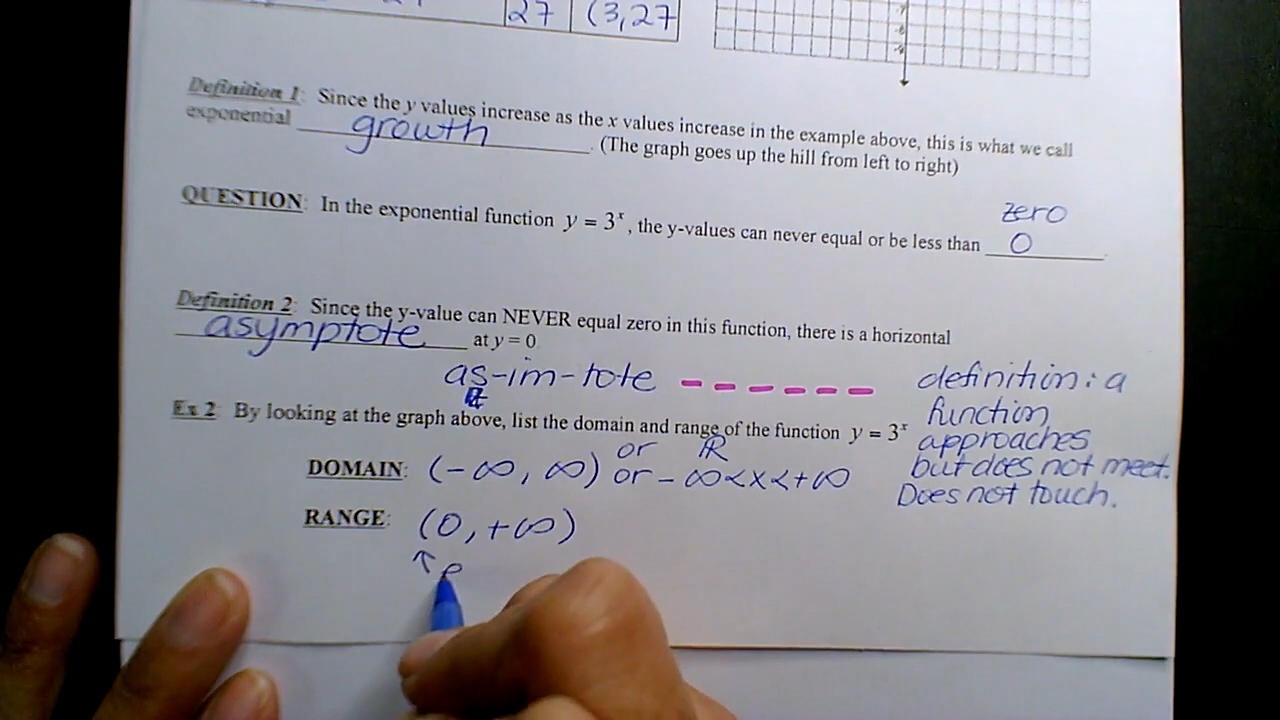 27 (3,27
Definition 1: Since the y values increase as the x values increase in the example above, this is what we call
exponential growth. (The graph goes up the hill from left to right)
zero
QUESTION: In the exponential function y = 3ˣ, the y-values can never equal or be less than 0.
Definition 2: Since the y-value can NEVER equal zero in this function, there is a horizontal
asymptote at y = 0.
as-im-tote
definition: a
function
approaches
but does not meet.
Does not touch.
Ex 2: By looking at the graph above, list the domain and range of the function y = 3ˣ
or ℝ
DOMAIN: (-∞, ∞) or -∞<x<+∞
RANGE: (0, +∞)
↑